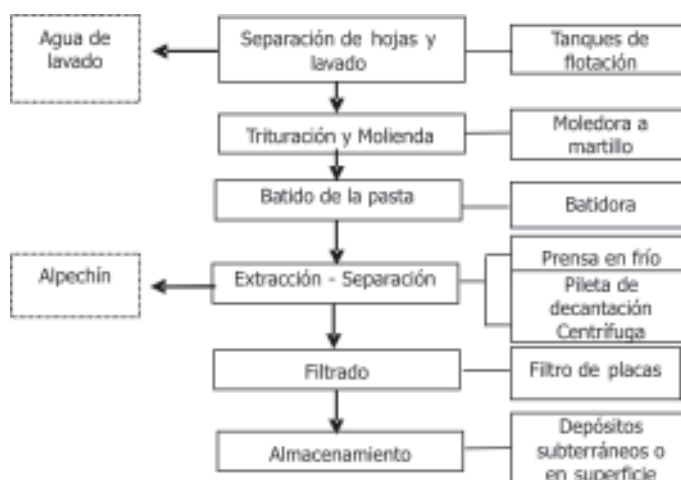 Agua de
lavado
Separación de hojas y
lavado
Tanques de
flotación
Trituración y Molienda
Moledora a
martillo
Batido de la pasta
Batidora
Alpechín
Extracción - Separación
Prensa en frío
Pileta de
decantación
Centrífuga
Filtrado
Filtro de placas
Almacenamiento
Depósitos
subterráneos o
en superficie